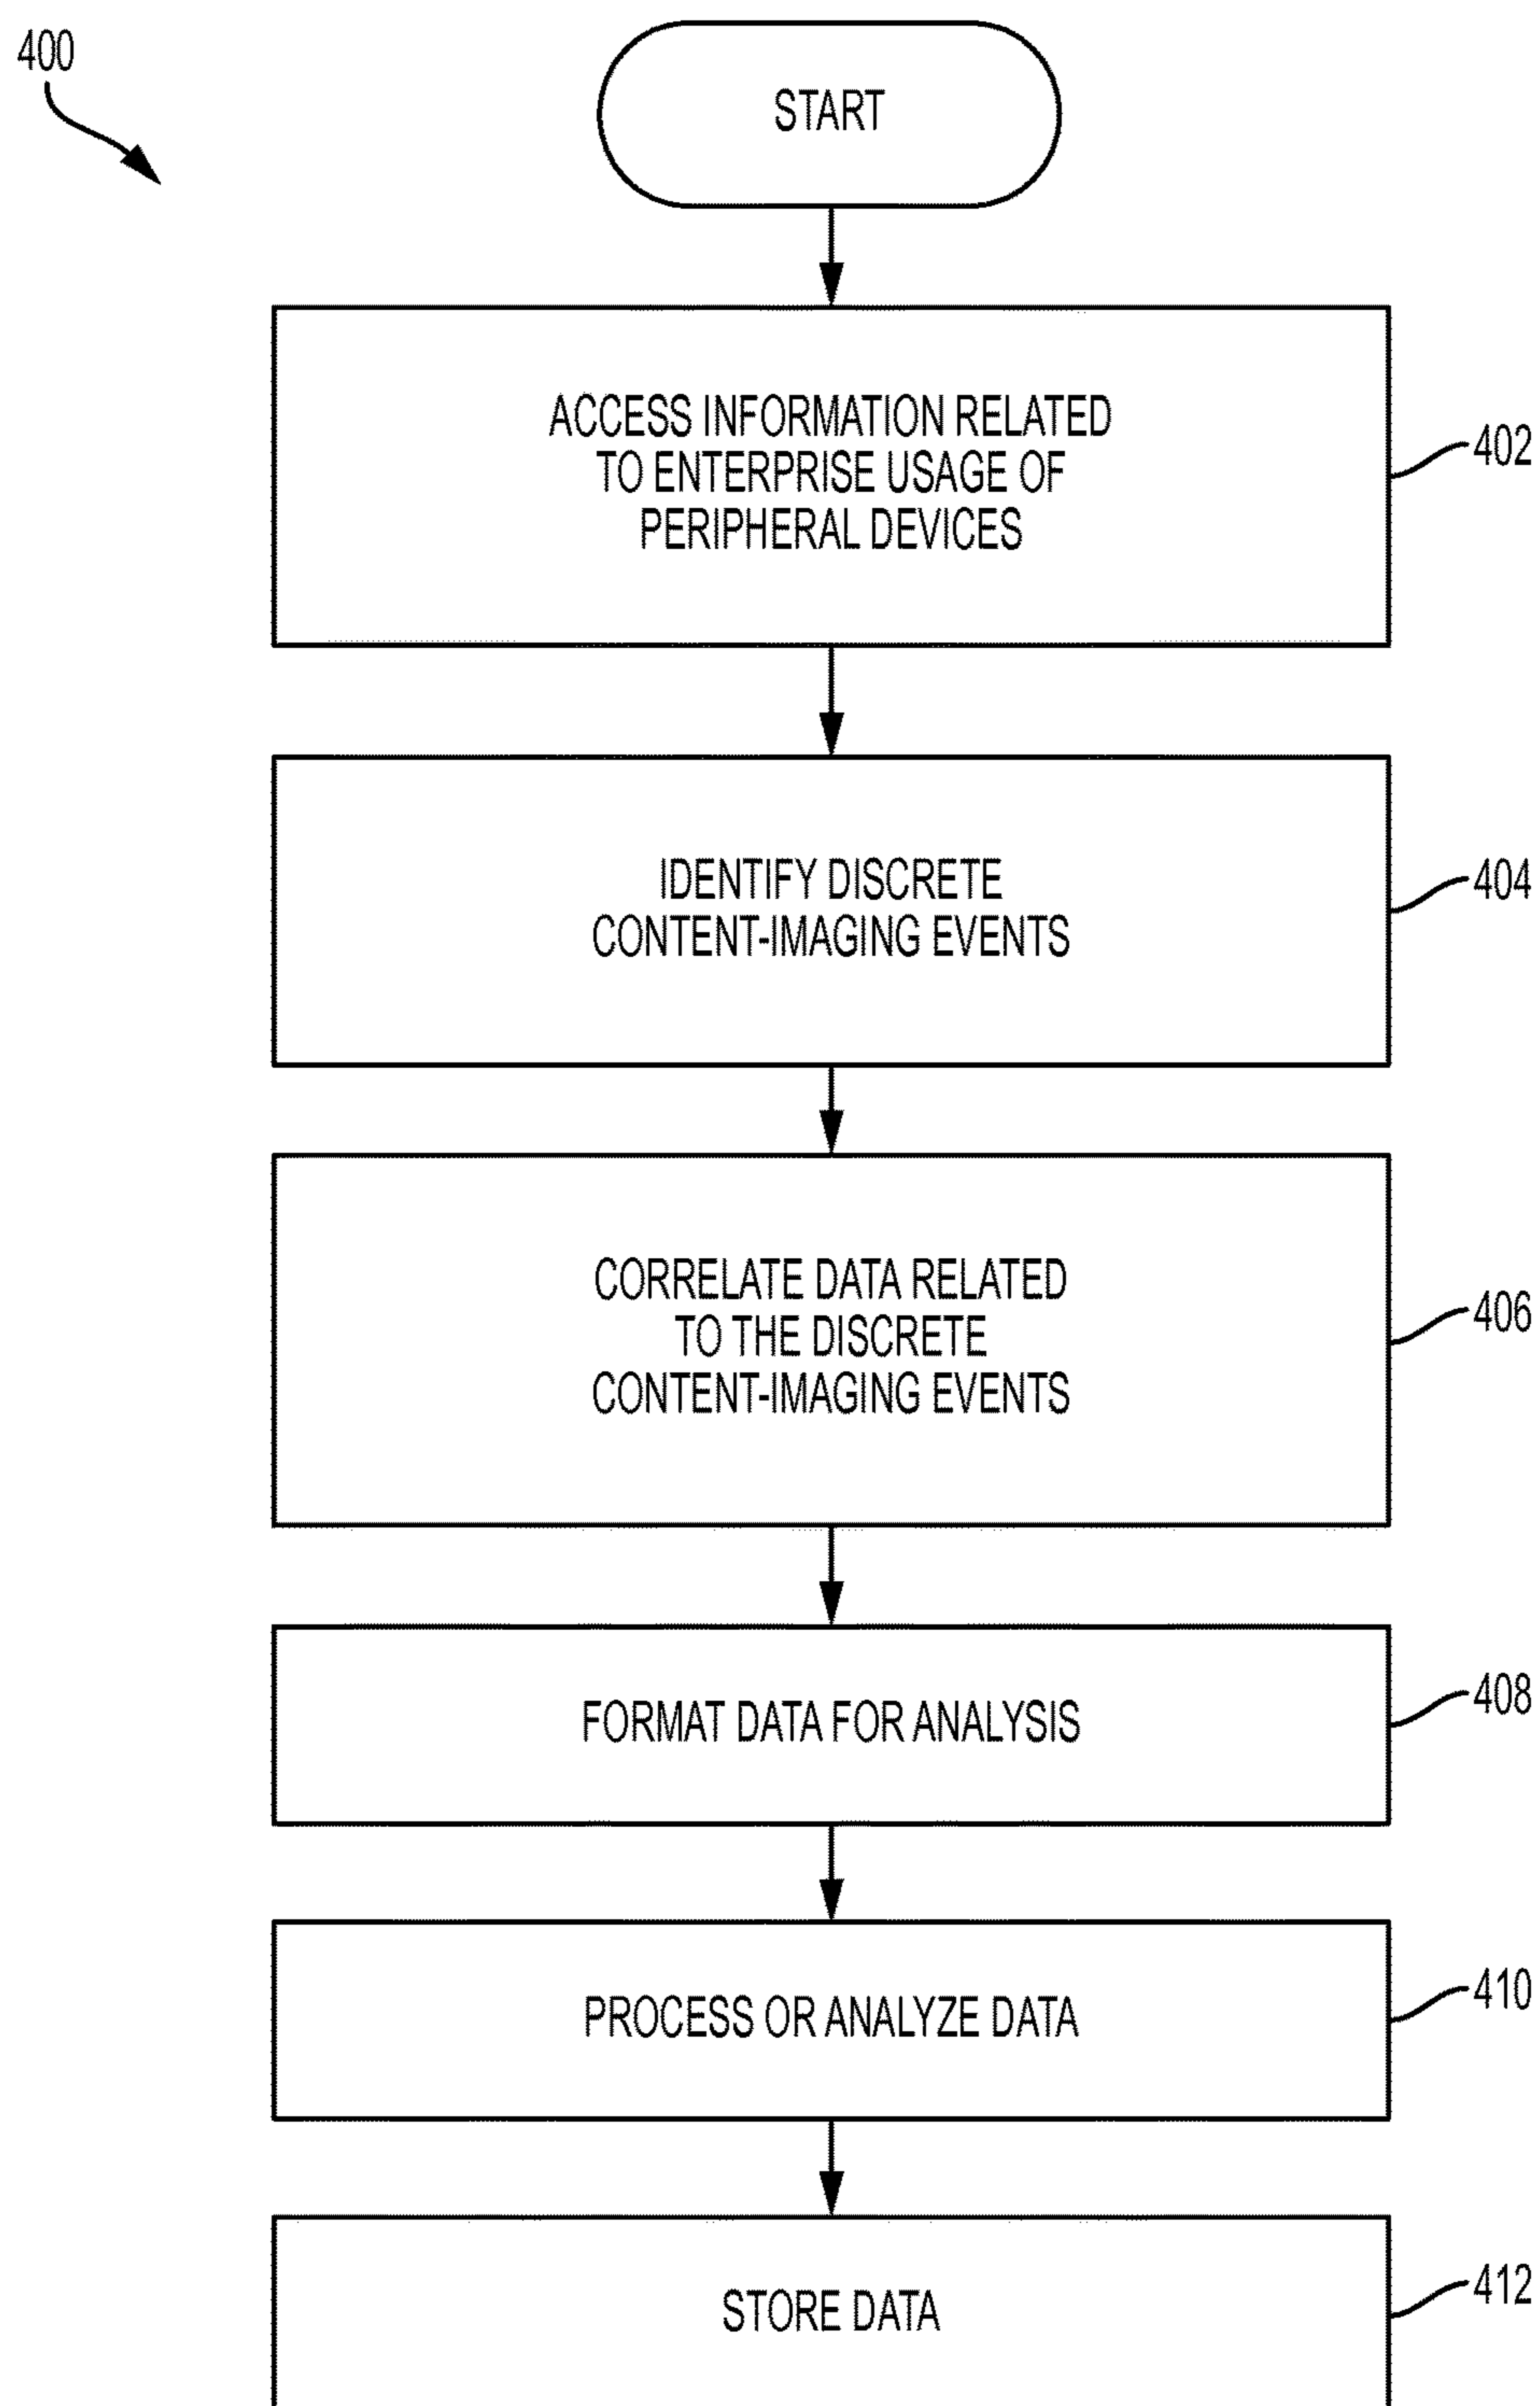 400
START
ACCESS INFORMATION RELATED
TO ENTERPRISE USAGE OF
PERIPHERAL DEVICES
402
IDENTIFY DISCRETE
CONTENT-IMAGING EVENTS
404
CORRELATE DATA RELATED
TO THE DISCRETE
CONTENT-IMAGING EVENTS
406
FORMAT DATA FOR ANALYSIS
408
PROCESS OR ANALYZE DATA
410
STORE DATA
412